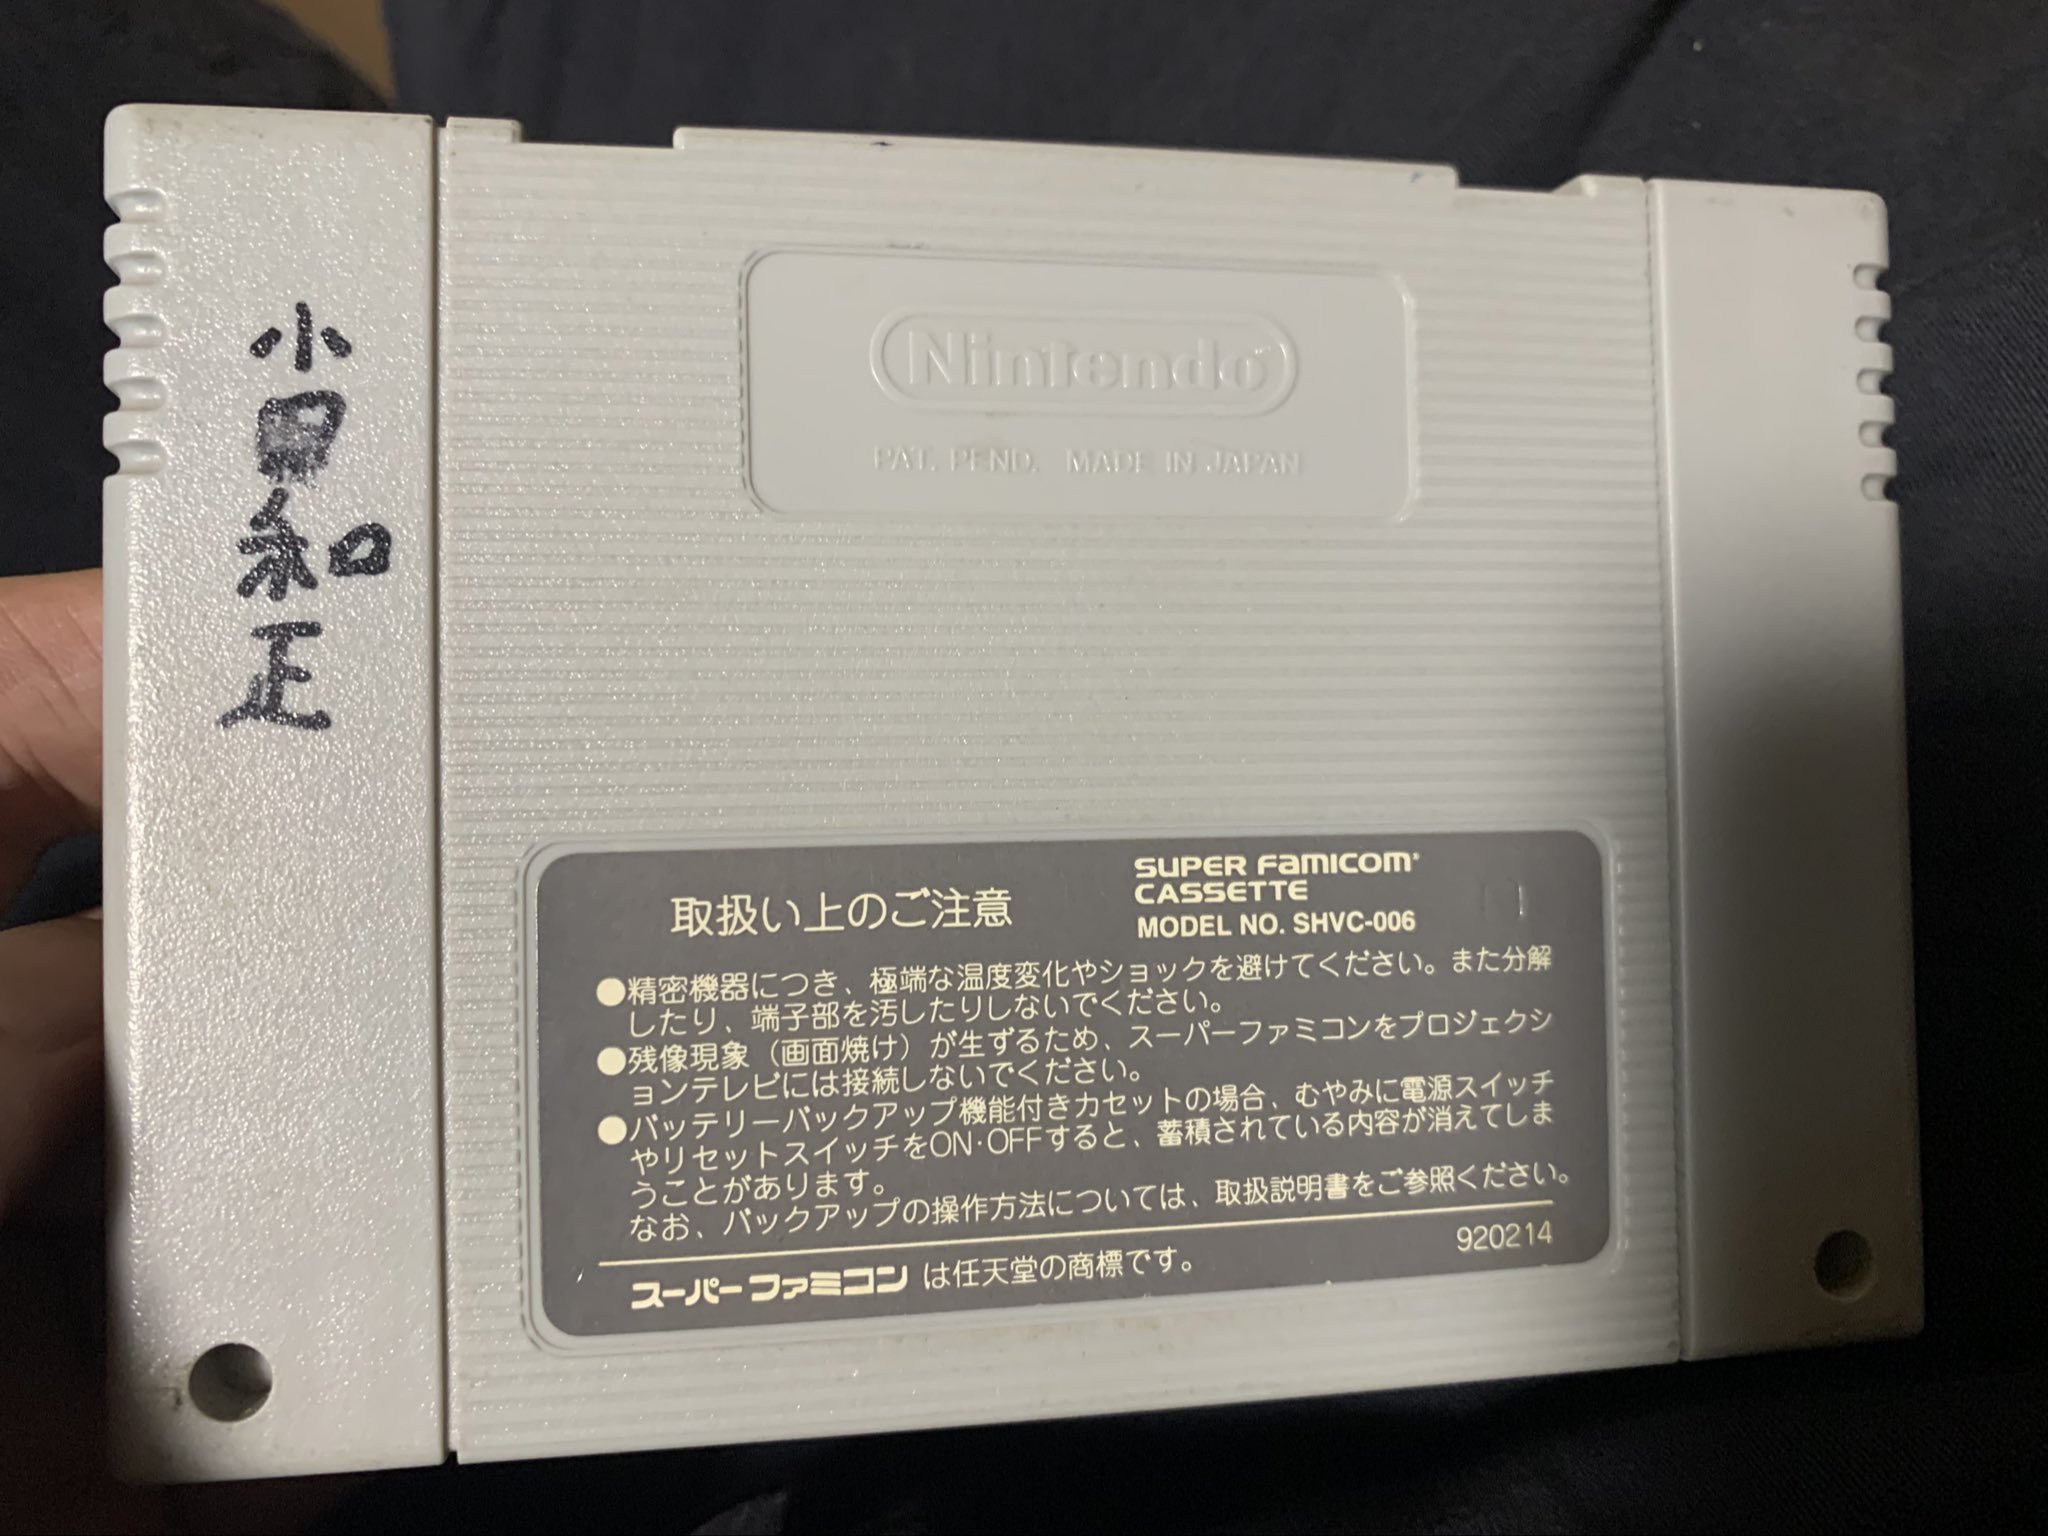 小田和正
Nintendo
PAT. PEND. MADE IN JAPAN
取扱い上のご注意
SUPER FAMICOM
CASSETTE
MODEL NO. SHVC-006
●精密機器につき、極端な温度変化やショックを避けてください。また分解
したり、端子部を汚したりしないでください。
●残像現象（画面焼け）が生ずるため、スーパーファミコンをプロジェクシ
ョンテレビには接続しないでください。
●バッテリーバックアップ機能付きカセットの場合、むやみに電源スイッチ
やリセットスイッチをON·OFFすると、蓄積されている内容が消えてしま
うことがあります。
なお、バックアップの操作方法については、取扱説明書をご参照ください。
スーパーファミコンは任天堂の商標です。
920214